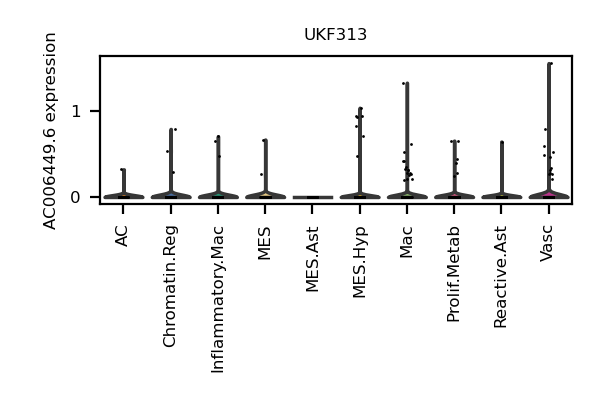 UKF313
AC006449.6 expression
1
0
AC
Chromatin.Reg
Inflammatory.Mac
MES
MES.Ast
MES.Hyp
Mac
Prolif.Metab
Reactive.Ast
Vasc